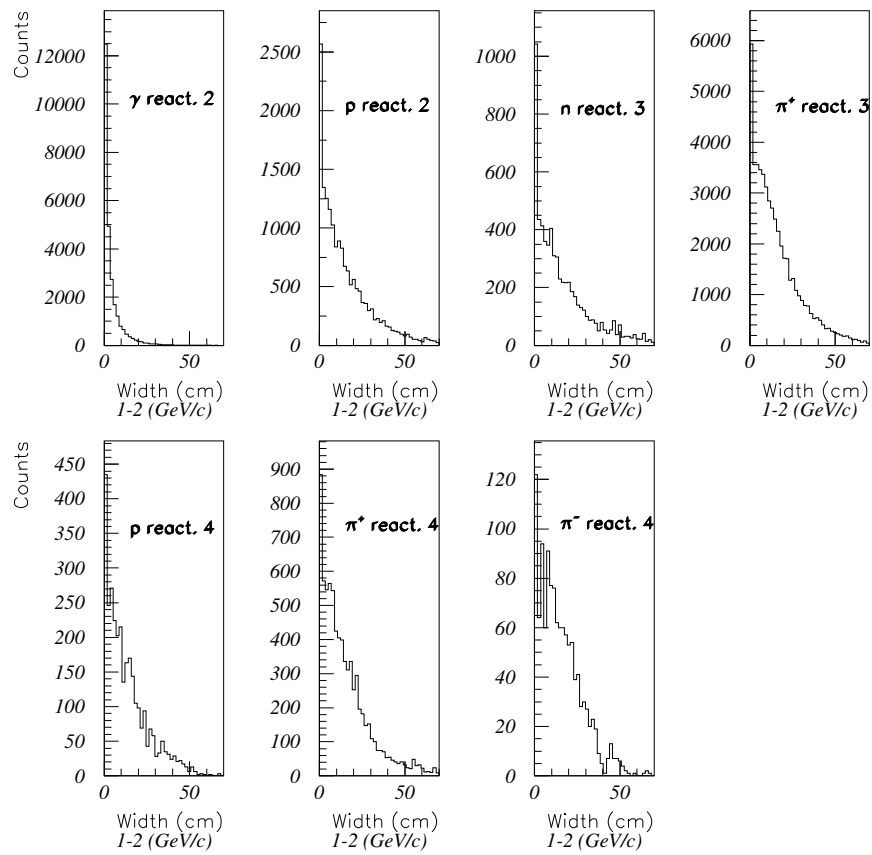 Counts
12000
10000
8000
6000
4000
2000
0
γ react. 2
0 50
Width (cm)
1-2 (GeV/c)
2500
2000
1500
1000
500
0
p react. 2
0 50
Width (cm)
1-2 (GeV/c)
1000
800
600
400
200
0
n react. 3
0 50
Width (cm)
1-2 (GeV/c)
6000
5000
4000
3000
2000
1000
0
π⁺ react. 3
0 50
Width (cm)
1-2 (GeV/c)
Counts
450
400
350
300
250
200
150
100
50
0
p react. 4
0 50
Width (cm)
1-2 (GeV/c)
900
800
700
600
500
400
300
200
100
0
π⁺ react. 4
0 50
Width (cm)
1-2 (GeV/c)
120
100
80
60
40
20
0
π⁻ react. 4
0 50
Width (cm)
1-2 (GeV/c)